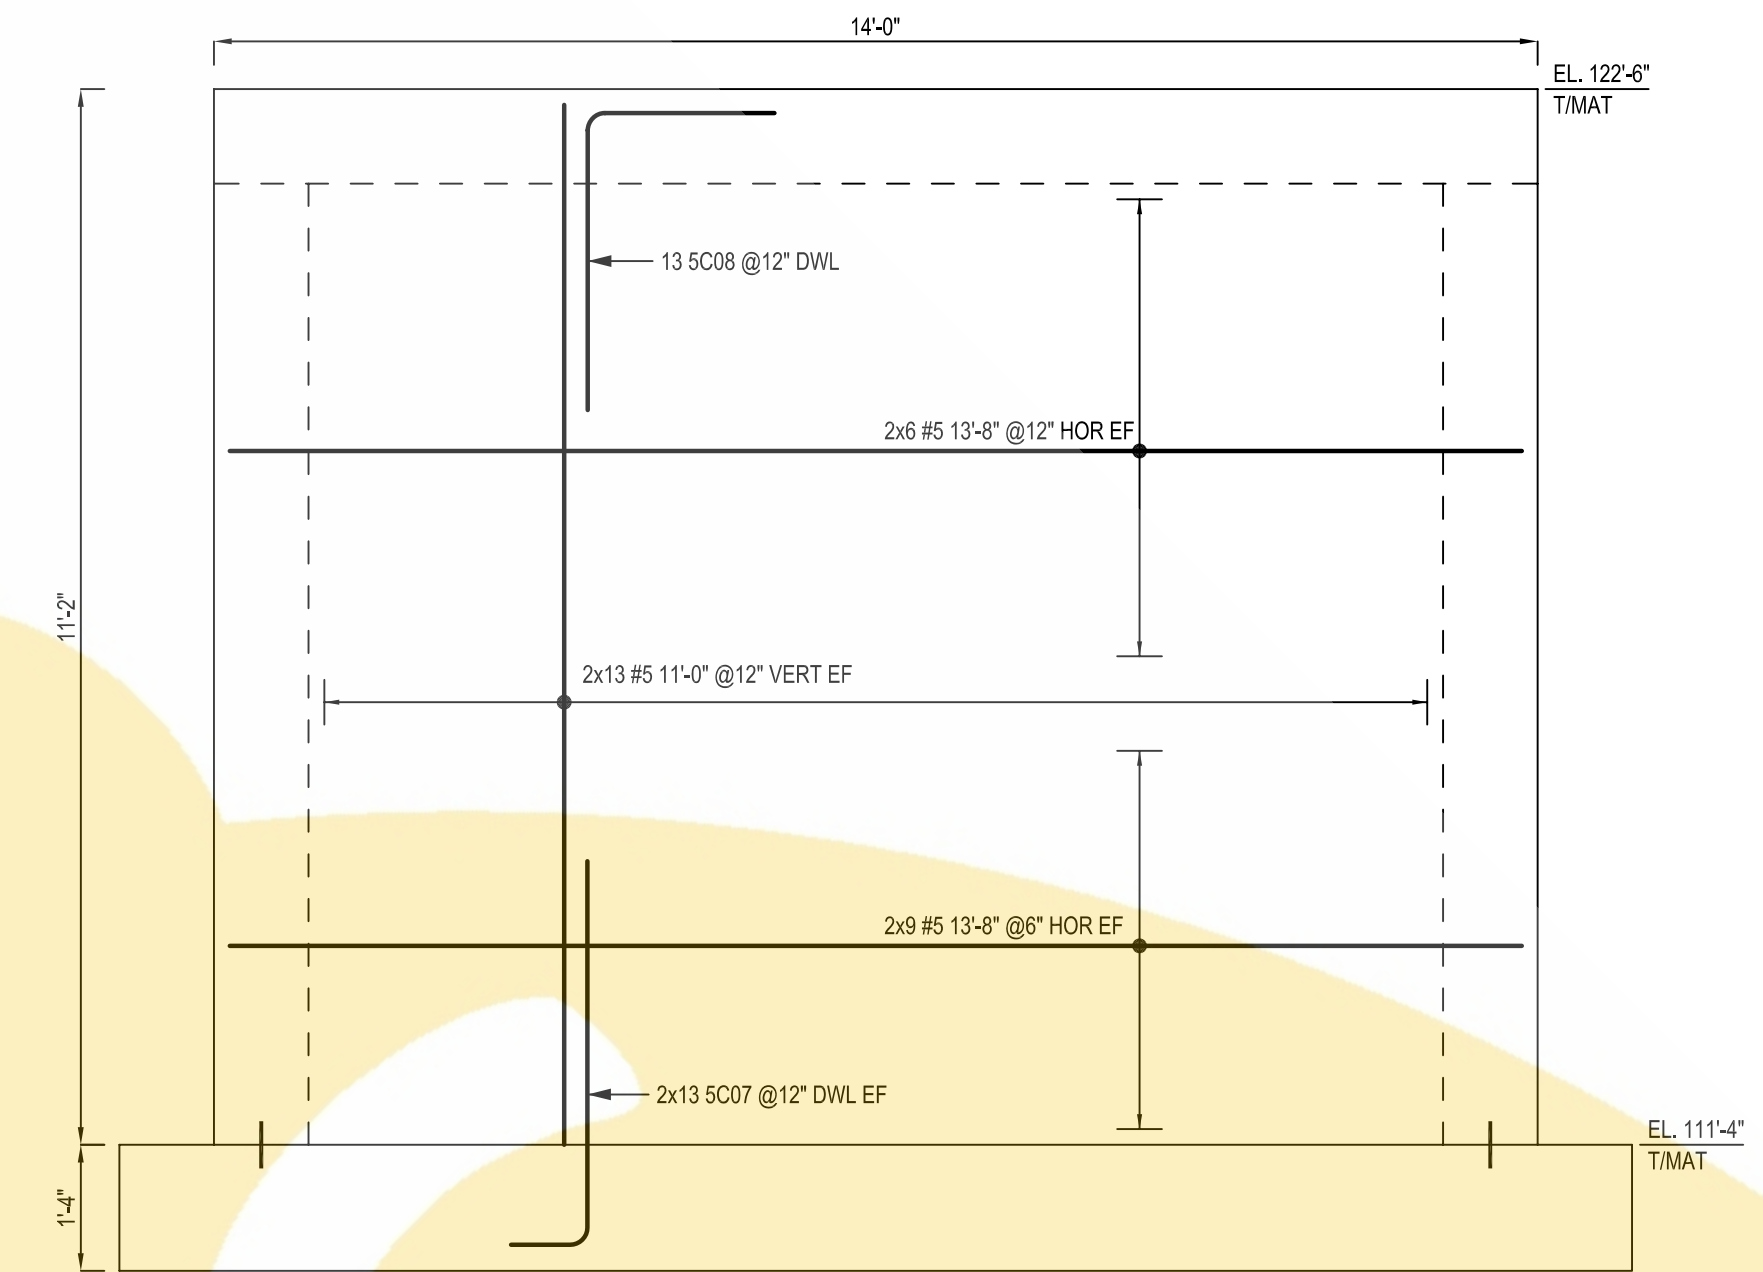 14'-0"
EL. 122'-6"
T/MAT
13 5C08 @12" DWL
2x6 #5 13'-8" @12" HOR EF
11'-2"
2x13 #5 11'-0" @12" VERT EF
2x9 #5 13'-8" @6" HOR EF
2x13 5C07 @12" DWL EF
EL. 111'-4"
T/MAT
1'-4"